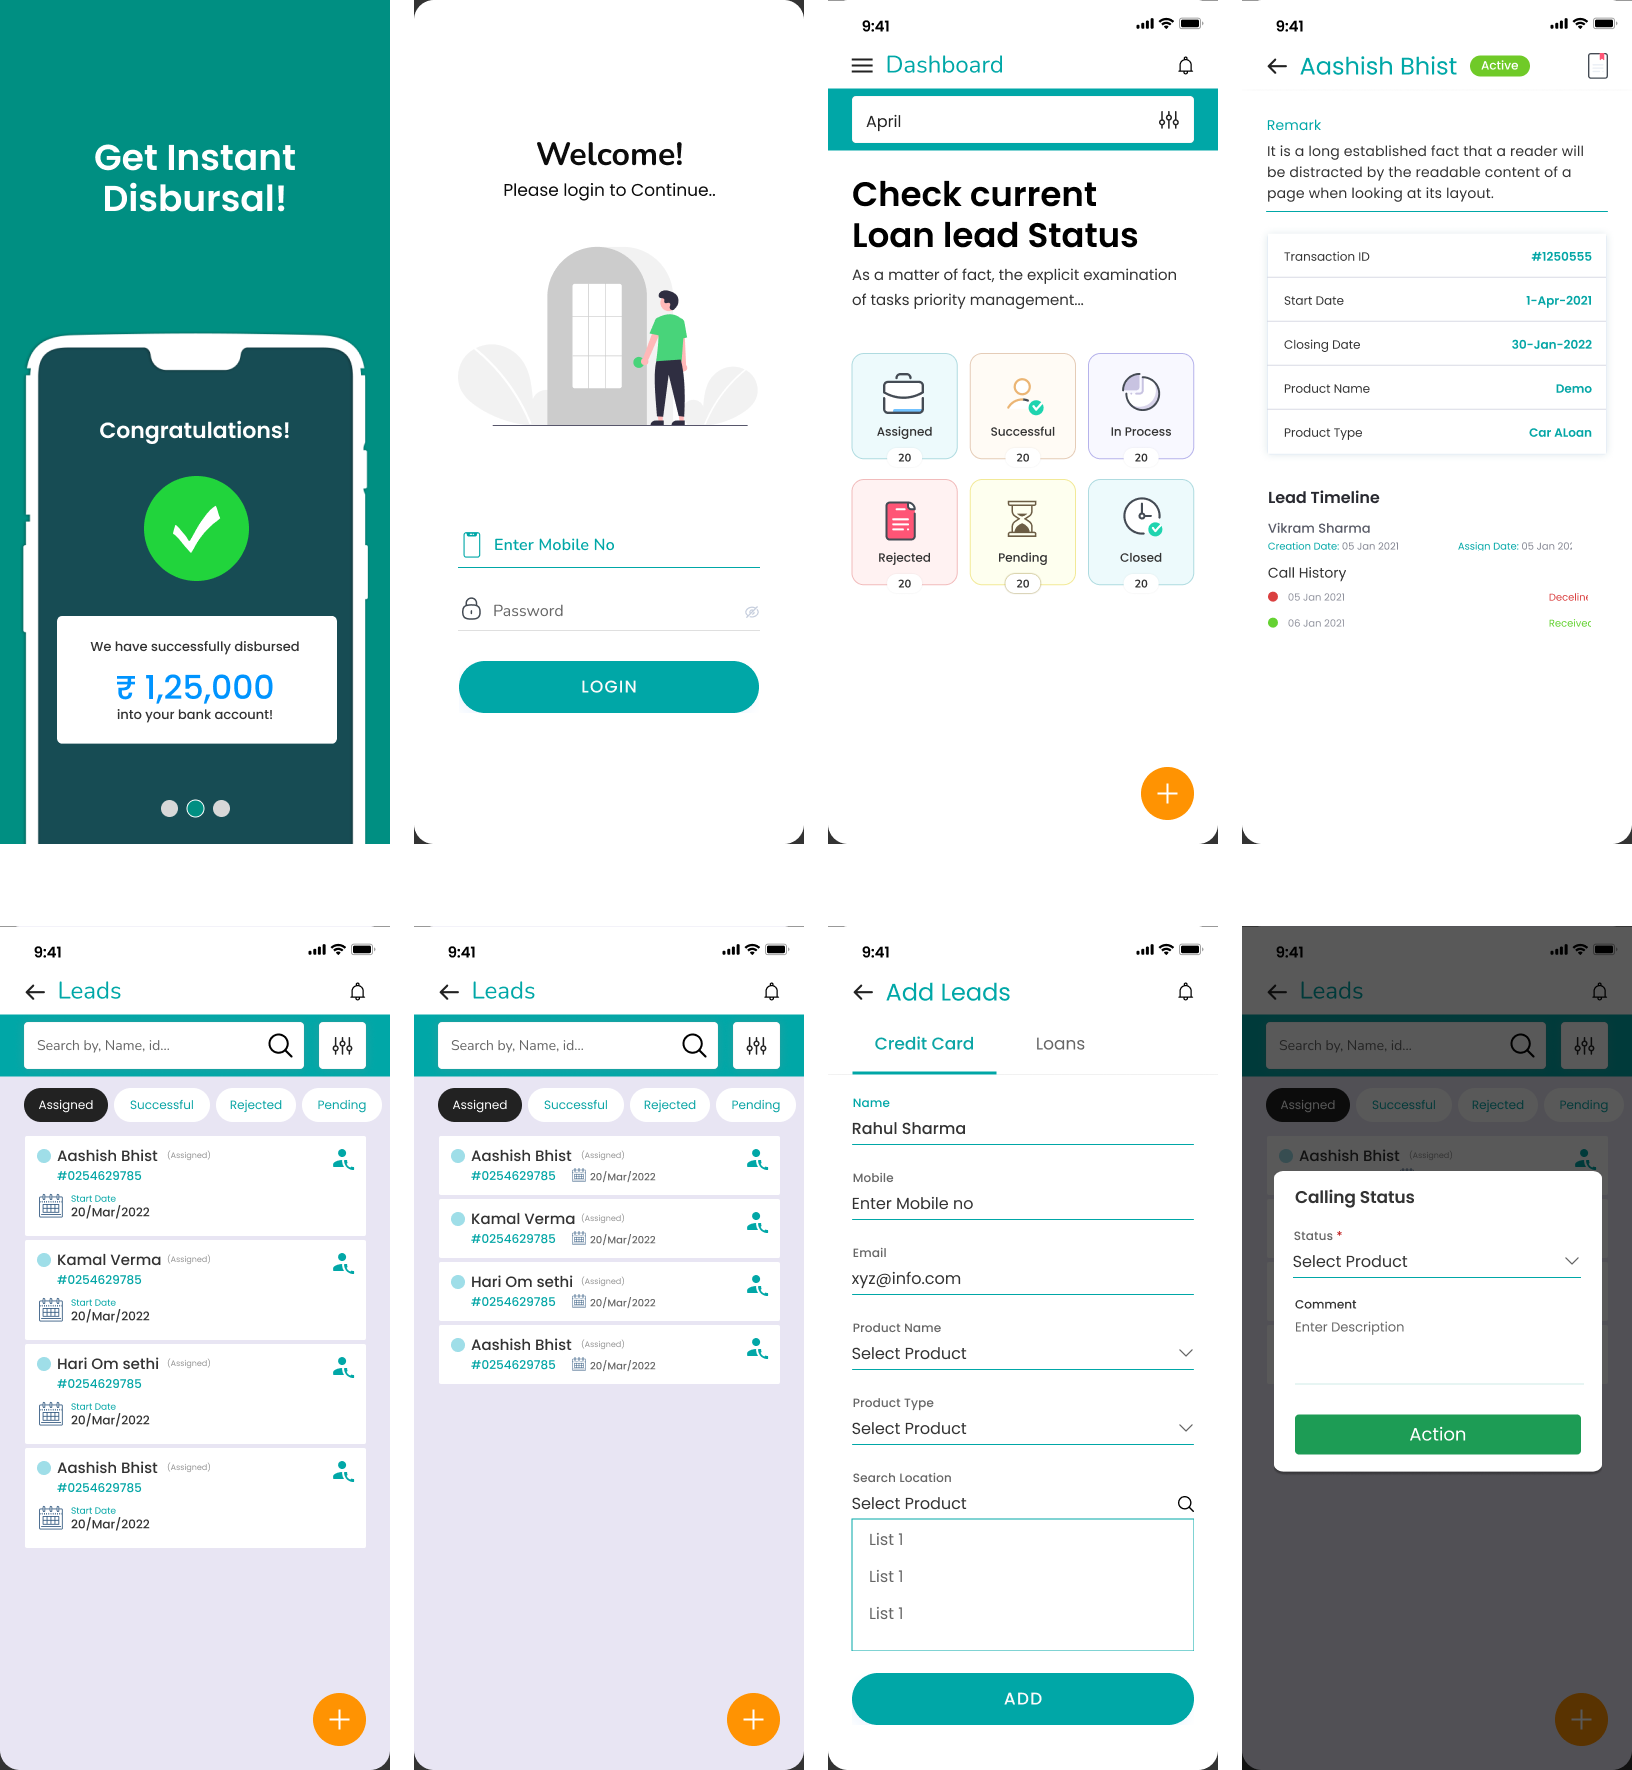 Get Instant
Disbursal!
Congratulations!
We have successfully disbursed
₹ 1,25,000
into your bank account!
Welcome!
Please login to Continue..
Enter Mobile No
Password
LOGIN
9:41
Dashboard
April
Check current
Loan lead Status
As a matter of fact, the explicit examination
of tasks priority management...
Assigned
20
Successful
20
In Process
20
Rejected
20
Pending
20
Closed
20
9:41
Aashish Bhist
Active
Remark
It is a long established fact that a reader will
be distracted by the readable content of a
page when looking at its layout.
Transaction ID #1250555
Start Date 1-Apr-2021
Closing Date 30-Jan-2022
Product Name Demo
Product Type Car ALoan
Lead Timeline
Vikram Sharma
Creation Date: 05 Jan 2021 Assign Date: 05 Jan 202
Call History
05 Jan 2021 Deceline
06 Jan 2021 Received
9:41
Leads
Search by, Name, id...
Assigned Successful Rejected Pending
Aashish Bhist (Assigned)
#0254629785
Start Date
20/Mar/2022
Kamal Verma (Assigned)
#0254629785
Start Date
20/Mar/2022
Hari Om sethi (Assigned)
#0254629785
Start Date
20/Mar/2022
Aashish Bhist (Assigned)
#0254629785
Start Date
20/Mar/2022
9:41
Leads
Search by, Name, id...
Assigned Successful Rejected Pending
Aashish Bhist (Assigned)
#0254629785 20/Mar/2022
Kamal Verma (Assigned)
#0254629785 20/Mar/2022
Hari Om sethi (Assigned)
#0254629785 20/Mar/2022
Aashish Bhist (Assigned)
#0254629785 20/Mar/2022
9:41
Add Leads
Credit Card Loans
Name
Rahul Sharma
Mobile
Enter Mobile no
Email
xyz@info.com
Product Name
Select Product
Product Type
Select Product
Search Location
Select Product
List 1
List 1
List 1
ADD
9:41
Leads
Search by, Name, id...
Assigned Successful Rejected Pending
Aashish Bhist (Assigned)
Calling Status
Status *
Select Product
Comment
Enter Description
Action